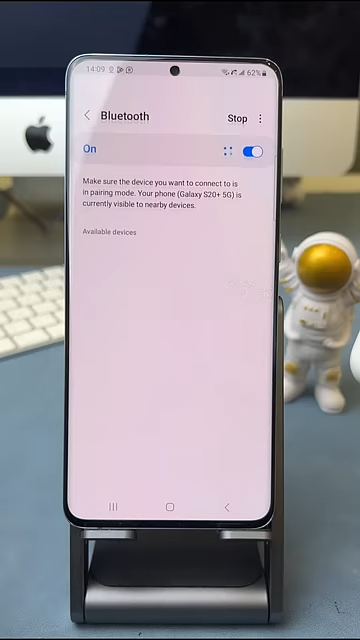 14:09
62%
Bluetooth
Stop
On
Make sure the device you want to connect to is
in pairing mode. Your phone (Galaxy S20+ 5G) is
currently visible to nearby devices.
Available devices